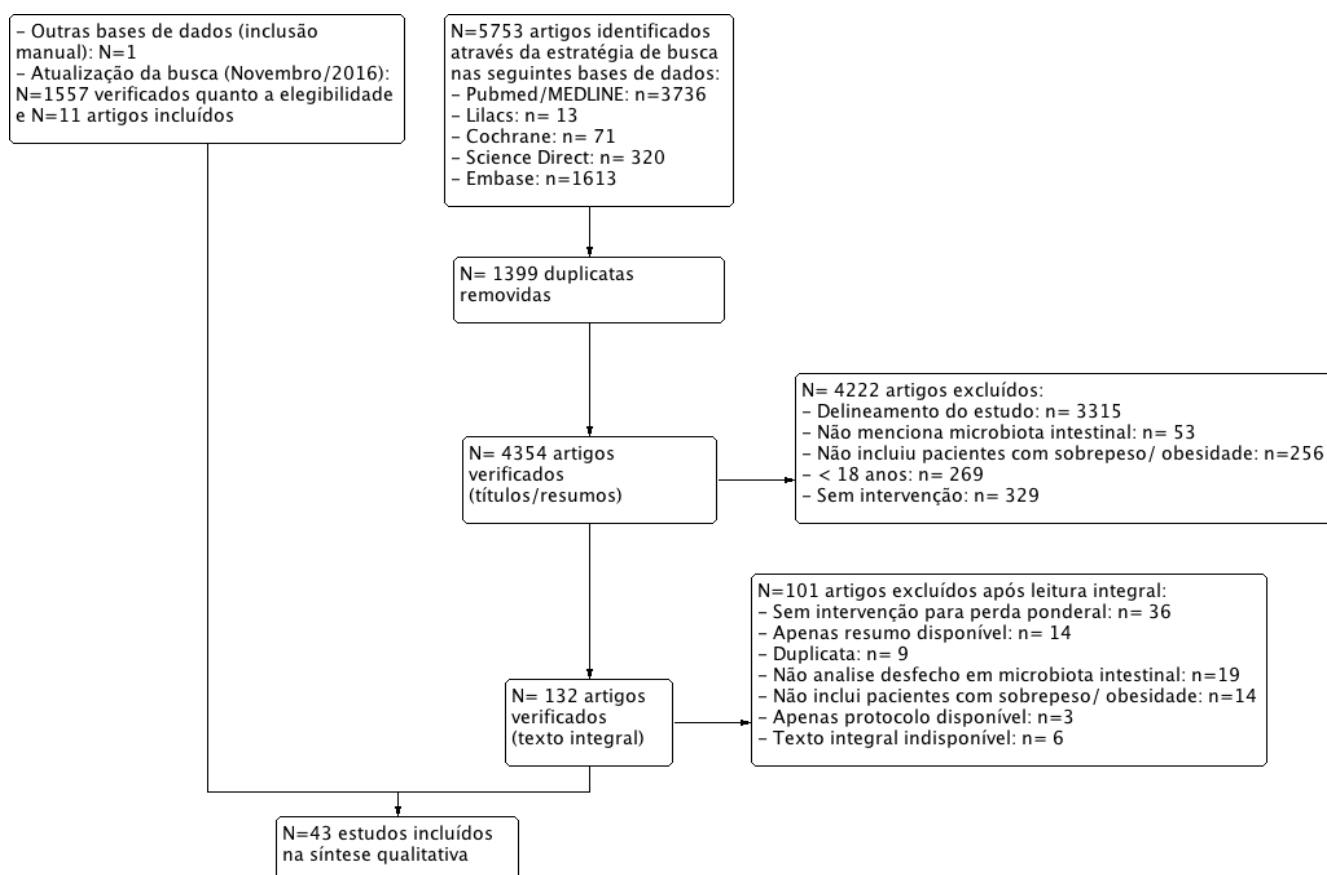 – Outras bases de dados (inclusão
manual): N=1
– Atualização da busca (Novembro/2016):
N=1557 verificados quanto a elegibilidade
e N=11 artigos incluídos
N=5753 artigos identificados
através da estratégia de busca
nas seguintes bases de dados:
– Pubmed/MEDLINE: n=3736
– Lilacs: n= 13
– Cochrane: n= 71
– Science Direct: n= 320
– Embase: n=1613
N= 1399 duplicatas
removidas
N= 4354 artigos
verificados
(títulos/resumos)
N= 4222 artigos excluídos:
– Delineamento do estudo: n= 3315
– Não menciona microbiota intestinal: n= 53
– Não incluiu pacientes com sobrepeso/ obesidade: n=256
– < 18 anos: n= 269
– Sem intervenção: n= 329
N= 132 artigos
verificados
(texto integral)
N=101 artigos excluídos após leitura integral:
– Sem intervenção para perda ponderal: n= 36
– Apenas resumo disponível: n= 14
– Duplicata: n= 9
– Não analise desfecho em microbiota intestinal: n=19
– Não inclui pacientes com sobrepeso/ obesidade: n=14
– Apenas protocolo disponível: n=3
– Texto integral indisponível: n= 6
N=43 estudos incluídos
na síntese qualitativa